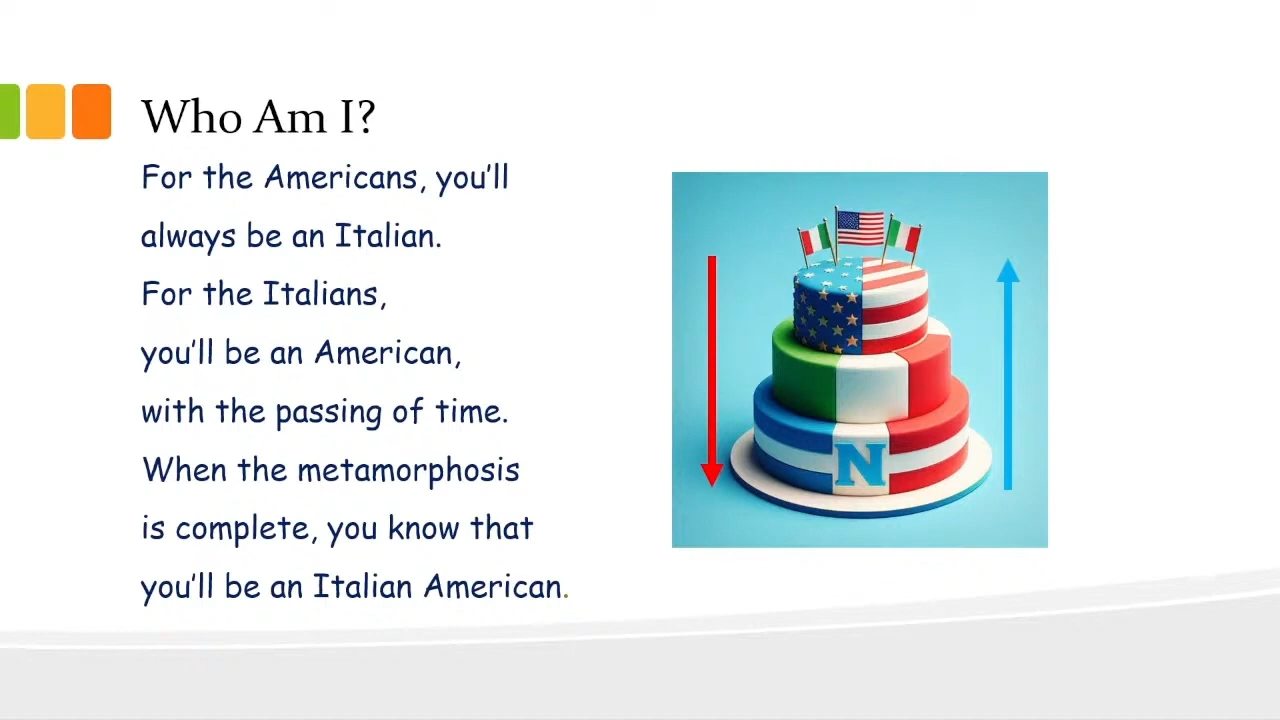 Who Am I?
For the Americans, you'll
always be an Italian.
For the Italians,
you'll be an American,
with the passing of time.
When the metamorphosis
is complete, you know that
you'll be an Italian American.
N